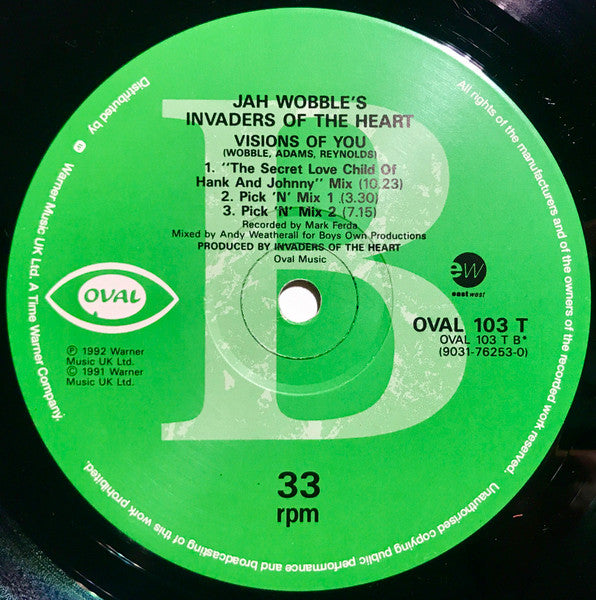 B
JAH WOBBLE'S
INVADERS OF THE HEART
VISIONS OF YOU
(WOBBLE, ADAMS, REYNOLDS)
1. "The Secret Love Child Of
Hank And Johnny" Mix (10.23)
2. Pick 'N' Mix 1 (3.30)
3. Pick 'N' Mix 2 (7.15)
Recorded by Mark Ferda
Mixed by Andy Weatherall for Boys Own Productions
PRODUCED BY INVADERS OF THE HEART
Oval Music
OVAL
ew
eastwest
OVAL 103 T
OVAL 103 T B*
(9031-76253-0)
℗ 1992 Warner
Music UK Ltd.
© 1991 Warner
Music UK Ltd.
33
rpm
All rights of the manufacturers and of the owners of the recorded work reserved. Unauthorised copying public performance and broadcasting of this work prohibited.
Distributed by Warner Music UK Ltd. A Time Warner Company.